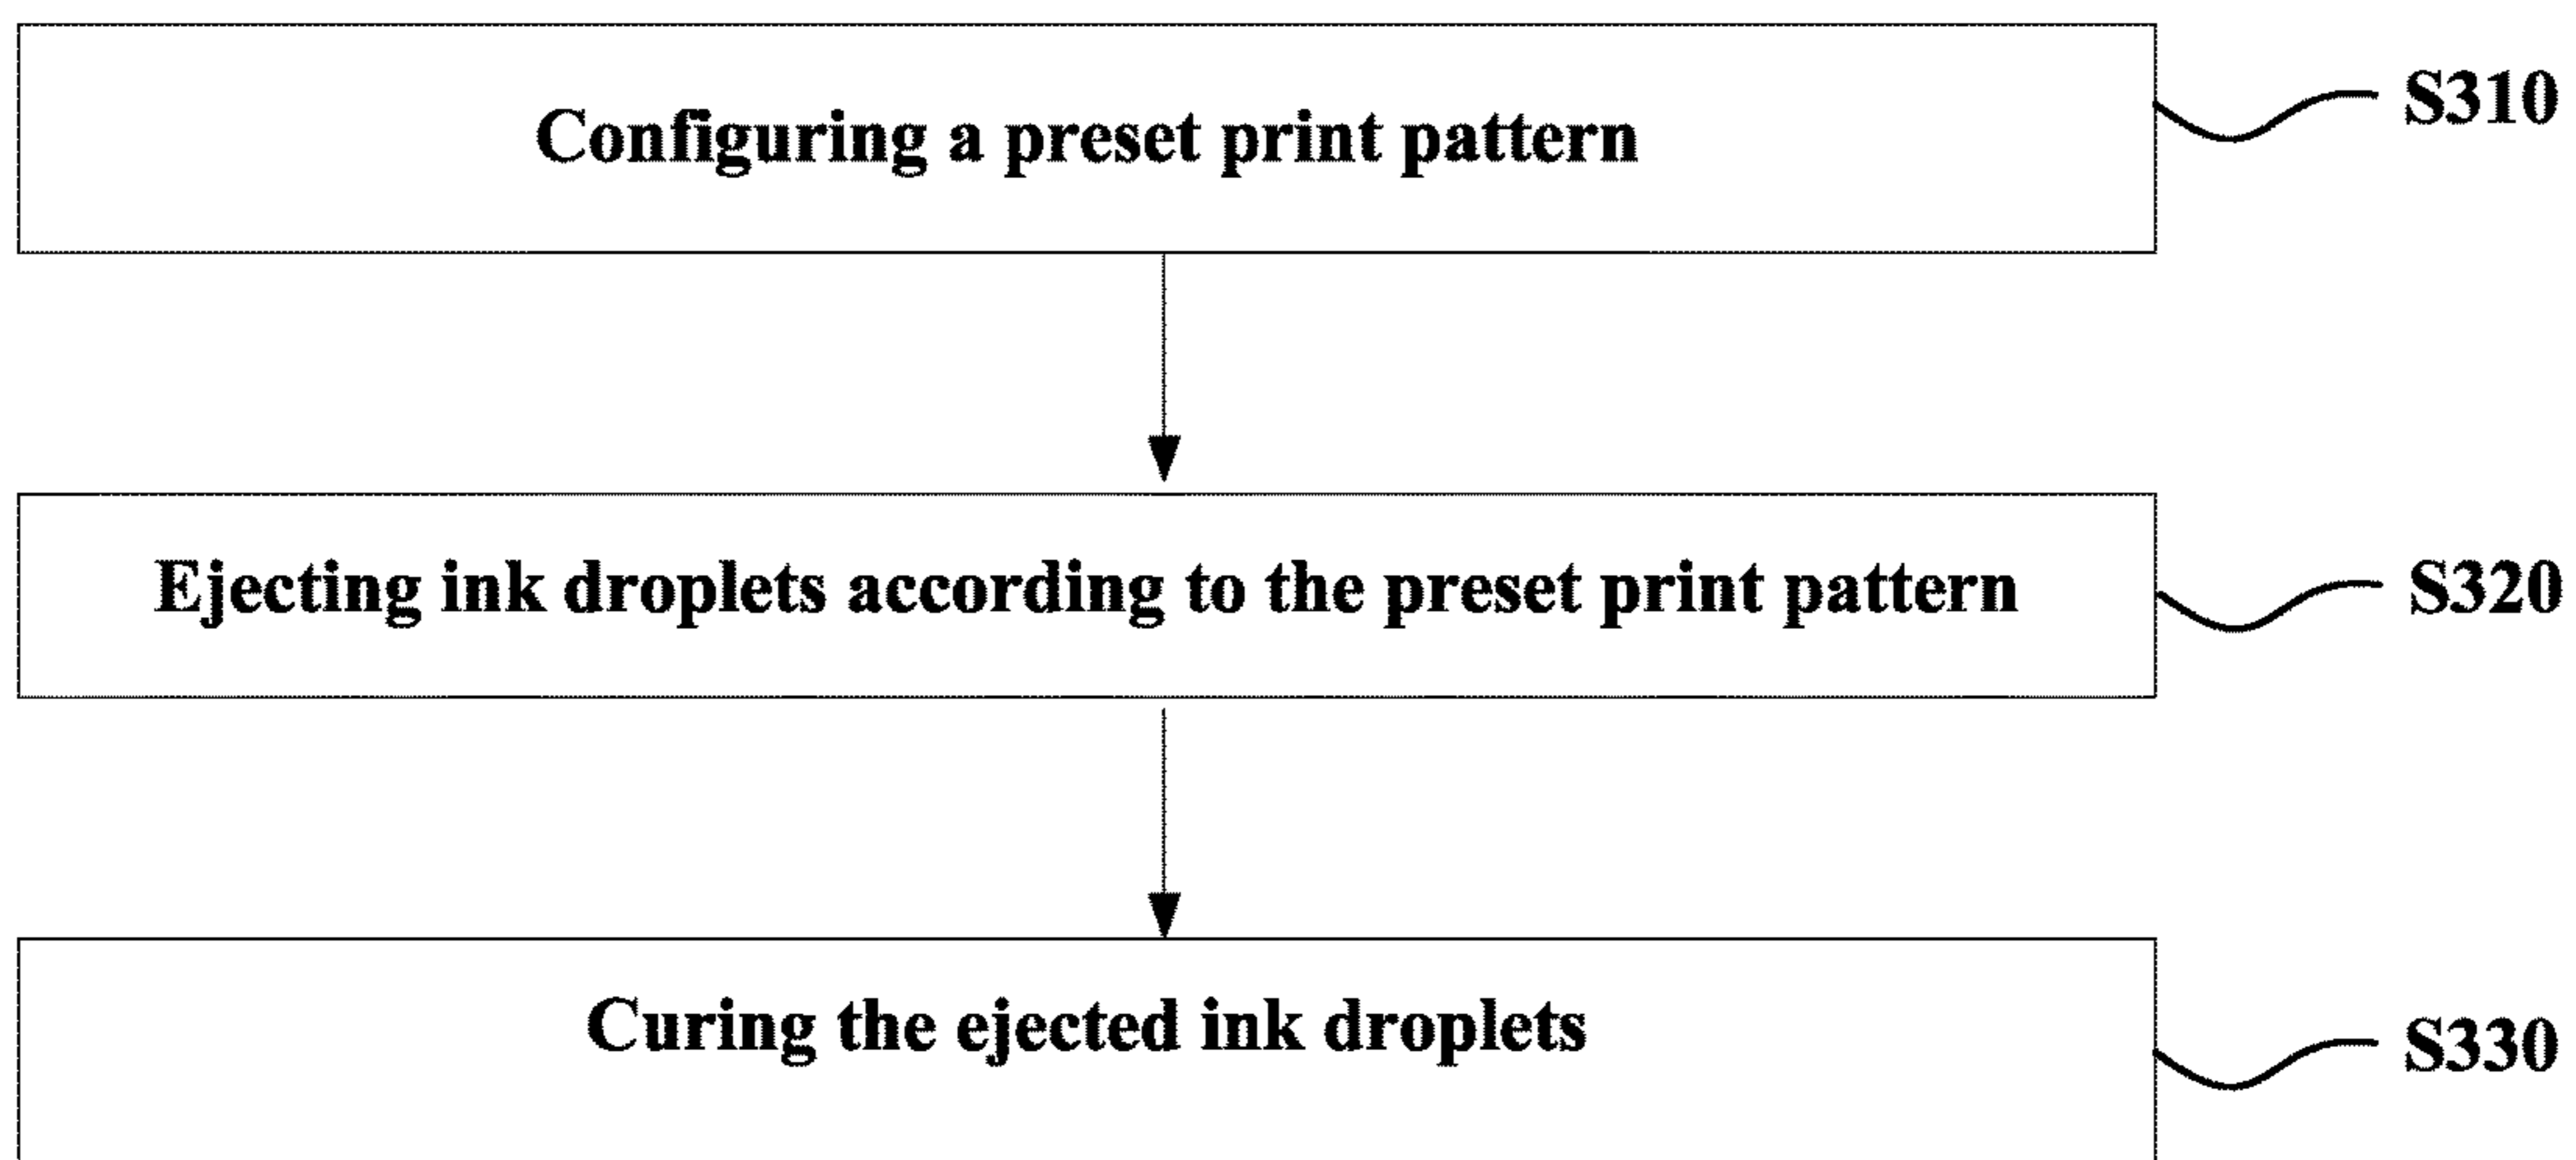 Configuring a preset print pattern
S310
Ejecting ink droplets according to the preset print pattern
S320
Curing the ejected ink droplets
S330